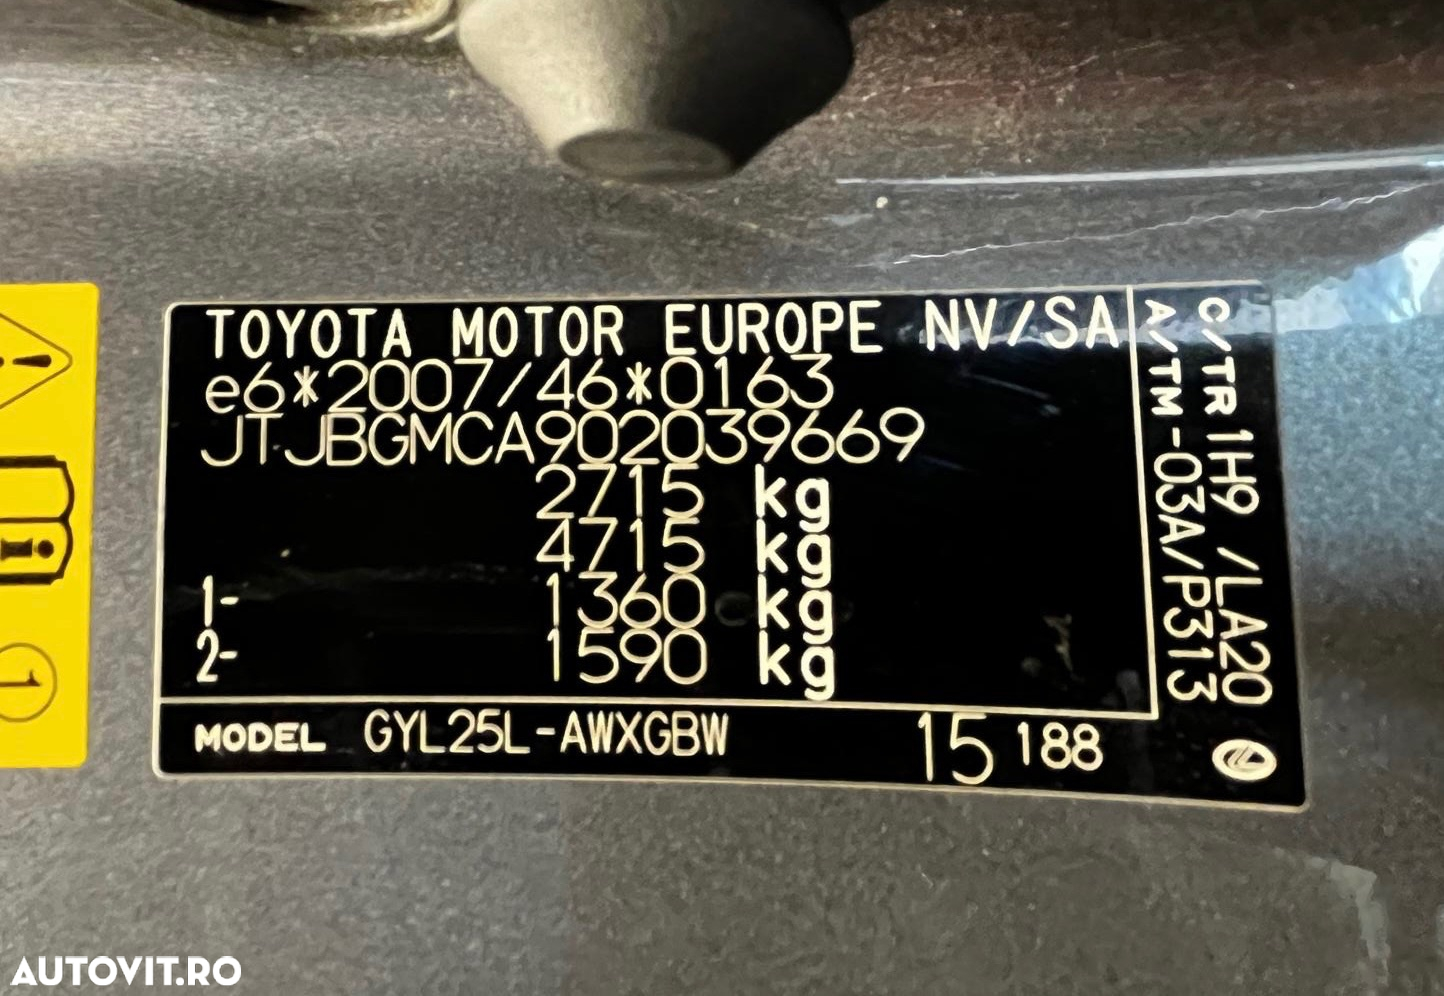 TOYOTA MOTOR EUROPE NV/SA
e6*2007/46*0163
JTJBGMCA902039669
2715 kg
4715 kg
1- 1360 kg
2- 1590 kg
MODEL GYL25L-AWXGBW 15 188
C/TR 1H9 /LA20
A/TM -03A/P313
! i 1
AUTOVIT.RO